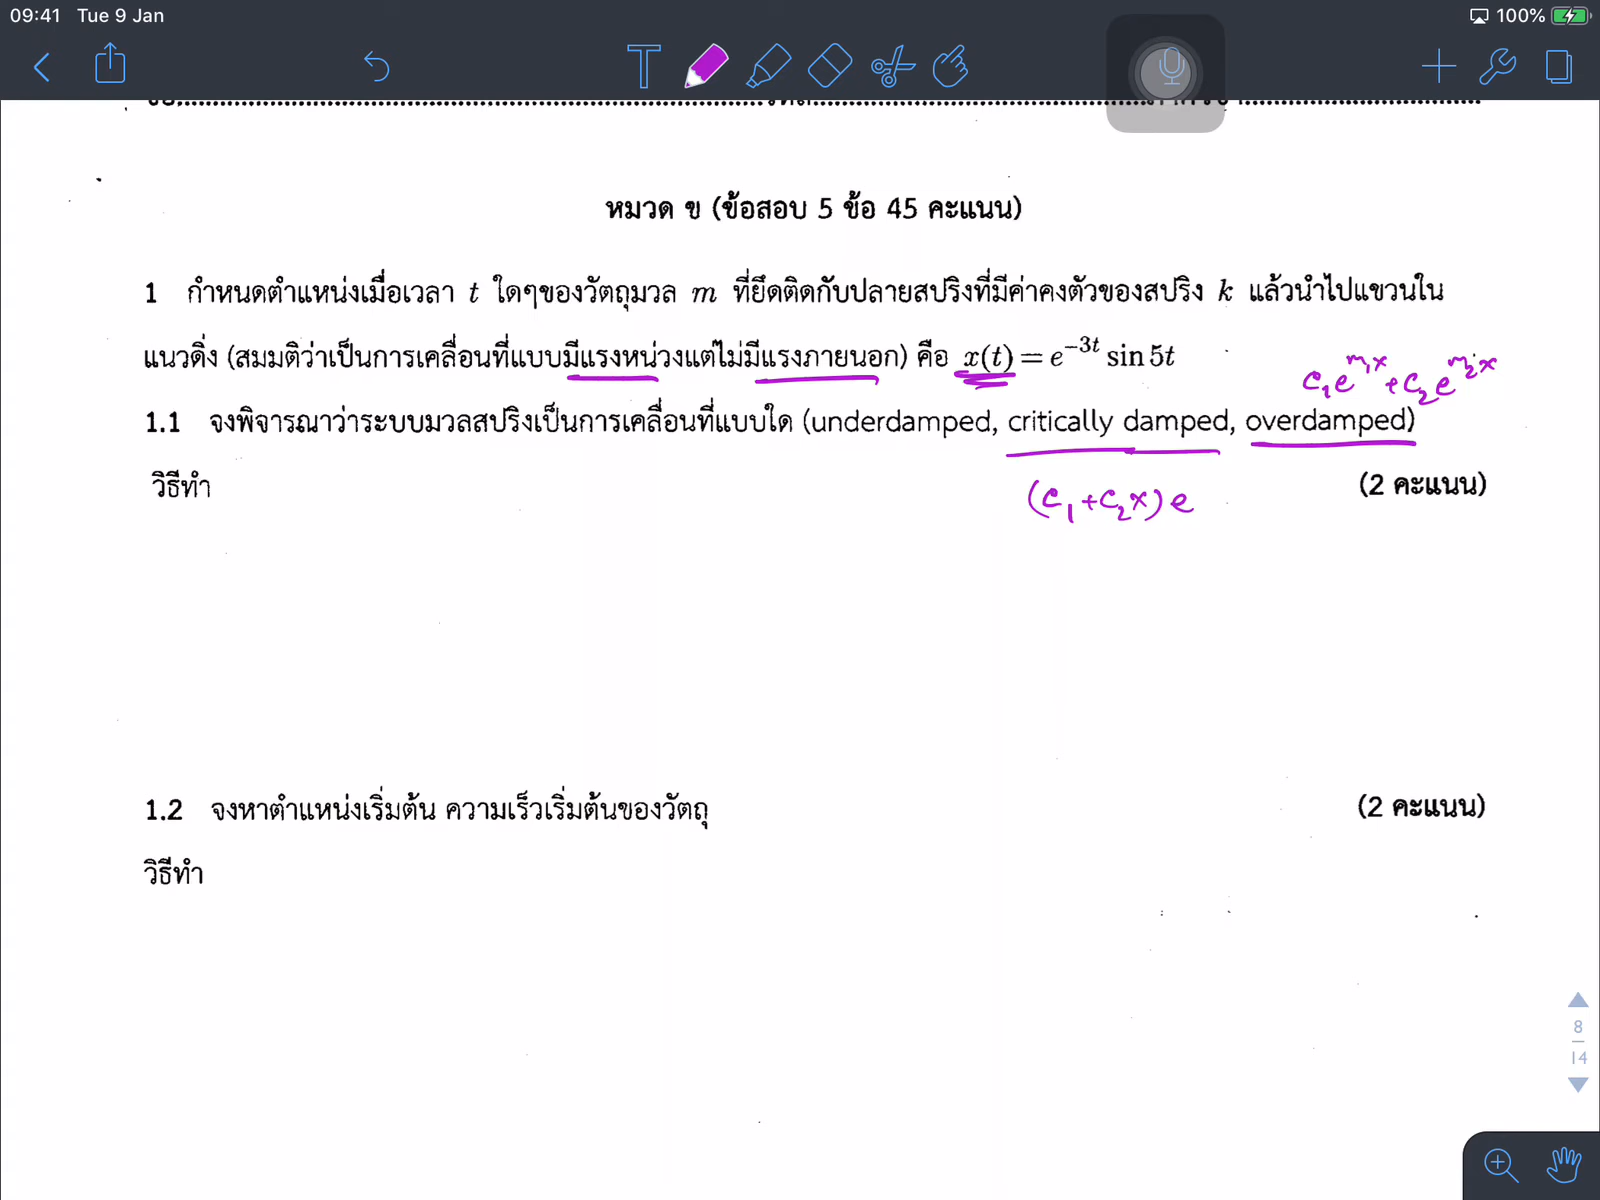 09:41 Tue 9 Jan 100%
หมวด ข (ข้อสอบ 5 ข้อ 45 คะแนน)
1 กำหนดตำแหน่งเมื่อเวลา t ใดๆของวัตถุมวล m ที่ยึดติดกับปลายสปริงที่มีค่าคงตัวของสปริง k แล้วนำไปแขวนใน
แนวดิ่ง (สมมติว่าเป็นการเคลื่อนที่แบบมีแรงหน่วงแต่ไม่มีแรงภายนอก) คือ x(t) = e^{-3t} sin 5t
c₁e^{m₁x} + c₂e^{m₂x}
1.1 จงพิจารณาว่าระบบมวลสปริงเป็นการเคลื่อนที่แบบใด (underdamped, critically damped, overdamped)
วิธีทำ (2 คะแนน)
(c₁+c₂x)e
1.2 จงหาตำแหน่งเริ่มต้น ความเร็วเริ่มต้นของวัตถุ (2 คะแนน)
วิธีทำ
8
14